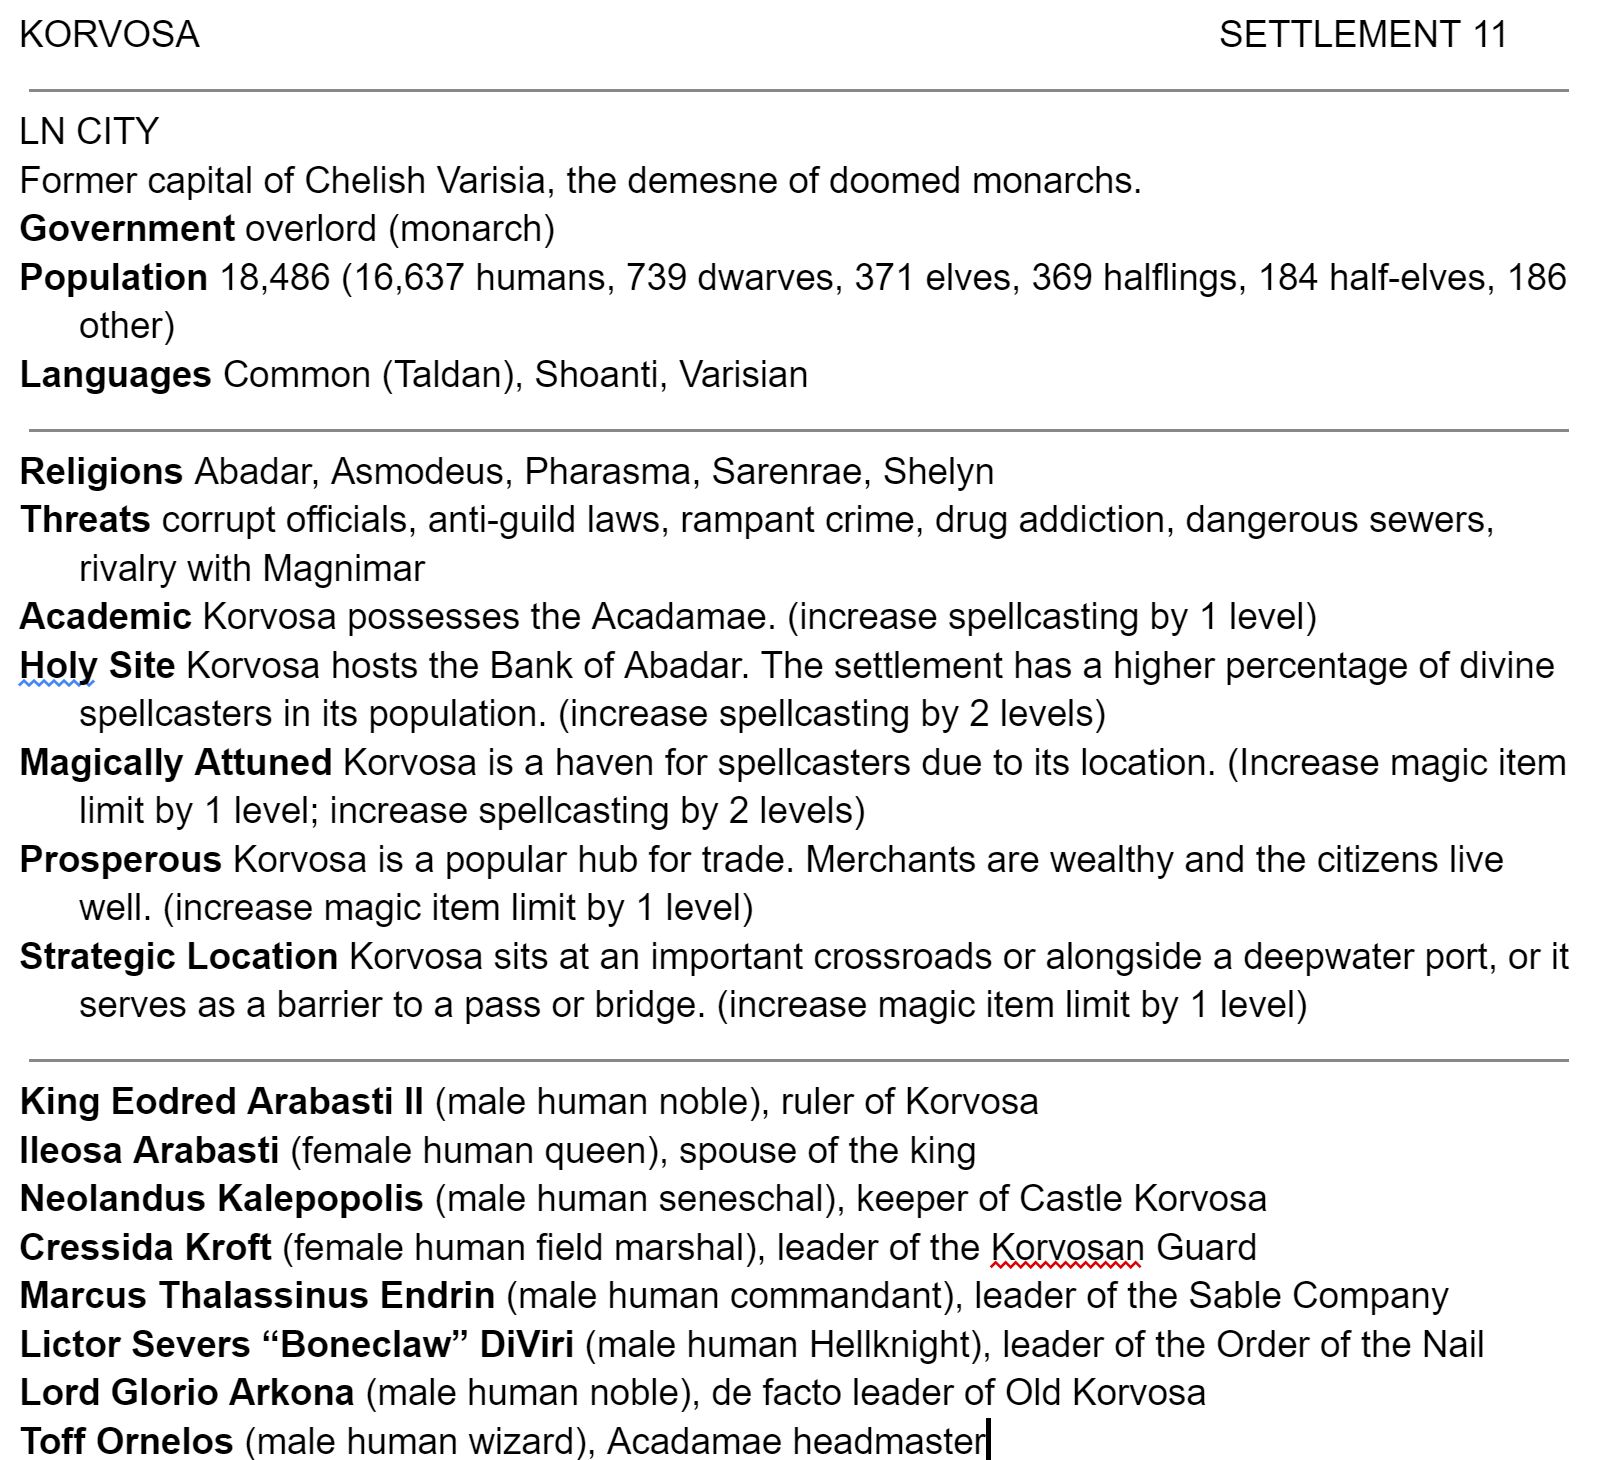 KORVOSA SETTLEMENT 11
LN CITY
Former capital of Chelish Varisia, the demesne of doomed monarchs.
Government overlord (monarch)
Population 18,486 (16,637 humans, 739 dwarves, 371 elves, 369 halflings, 184 half-elves, 186
other)
Languages Common (Taldan), Shoanti, Varisian
Religions Abadar, Asmodeus, Pharasma, Sarenrae, Shelyn
Threats corrupt officials, anti-guild laws, rampant crime, drug addiction, dangerous sewers,
rivalry with Magnimar
Academic Korvosa possesses the Acadamae. (increase spellcasting by 1 level)
Holy Site Korvosa hosts the Bank of Abadar. The settlement has a higher percentage of divine
spellcasters in its population. (increase spellcasting by 2 levels)
Magically Attuned Korvosa is a haven for spellcasters due to its location. (Increase magic item
limit by 1 level; increase spellcasting by 2 levels)
Prosperous Korvosa is a popular hub for trade. Merchants are wealthy and the citizens live
well. (increase magic item limit by 1 level)
Strategic Location Korvosa sits at an important crossroads or alongside a deepwater port, or it
serves as a barrier to a pass or bridge. (increase magic item limit by 1 level)
King Eodred Arabasti II (male human noble), ruler of Korvosa
Ileosa Arabasti (female human queen), spouse of the king
Neolandus Kalepopolis (male human seneschal), keeper of Castle Korvosa
Cressida Kroft (female human field marshal), leader of the Korvosan Guard
Marcus Thalassinus Endrin (male human commandant), leader of the Sable Company
Lictor Severs “Boneclaw” DiViri (male human Hellknight), leader of the Order of the Nail
Lord Glorio Arkona (male human noble), de facto leader of Old Korvosa
Toff Ornelos (male human wizard), Acadamae headmaster